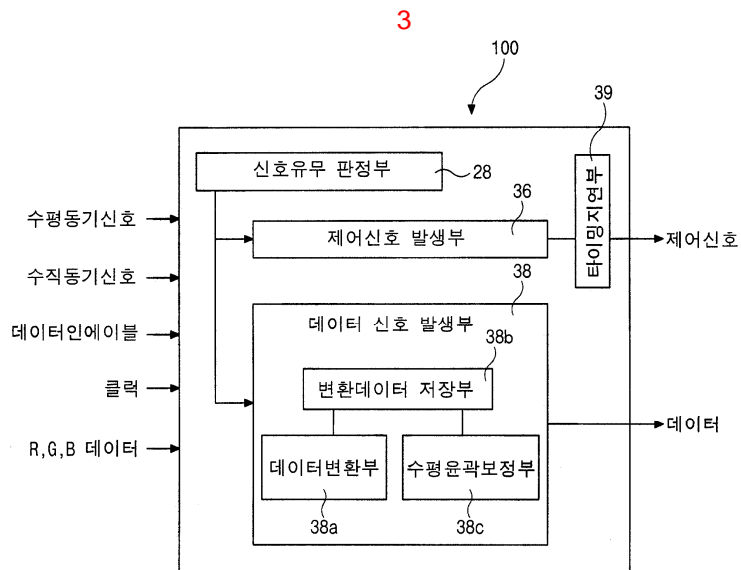 3
100
39
신호유무 판정부
28
타이밍지연부
수평동기신호
36
제어신호 발생부
제어신호
수직동기신호
38
데이터 신호 발생부
데이터인에이블
38b
변환데이터 저장부
클럭
데이터
R,G,B 데이터
데이터변환부
수평윤곽보정부
38a
38c